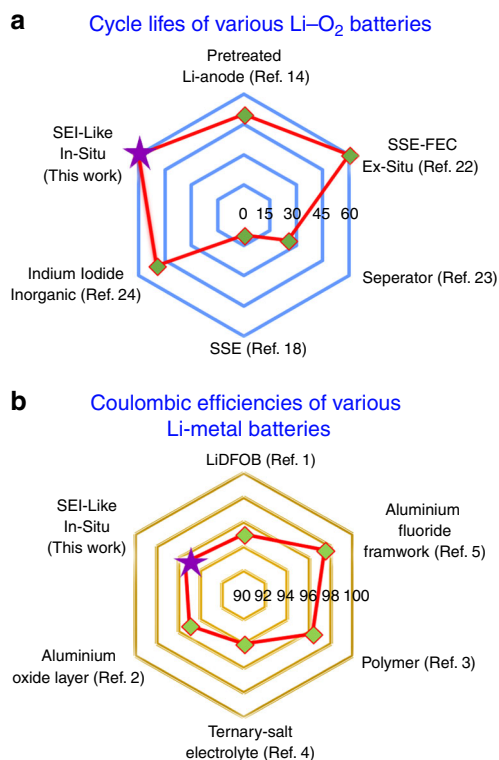 a
Cycle lifes of various Li–O₂ batteries
Pretreated
Li-anode (Ref. 14)
SEI-Like
In-Situ
(This work)
SSE-FEC
Ex-Situ (Ref. 22)
0 15 30 45 60
Indium Iodide
Inorganic (Ref. 24)
Seperator (Ref. 23)
SSE (Ref. 18)
b
Coulombic efficiencies of various
Li-metal batteries
LiDFOB (Ref. 1)
SEI-Like
In-Situ
(This work)
Aluminium
fluoride
framwork (Ref. 5)
90 92 94 96 98 100
Aluminium
oxide layer (Ref. 2)
Polymer (Ref. 3)
Ternary-salt
electrolyte (Ref. 4)